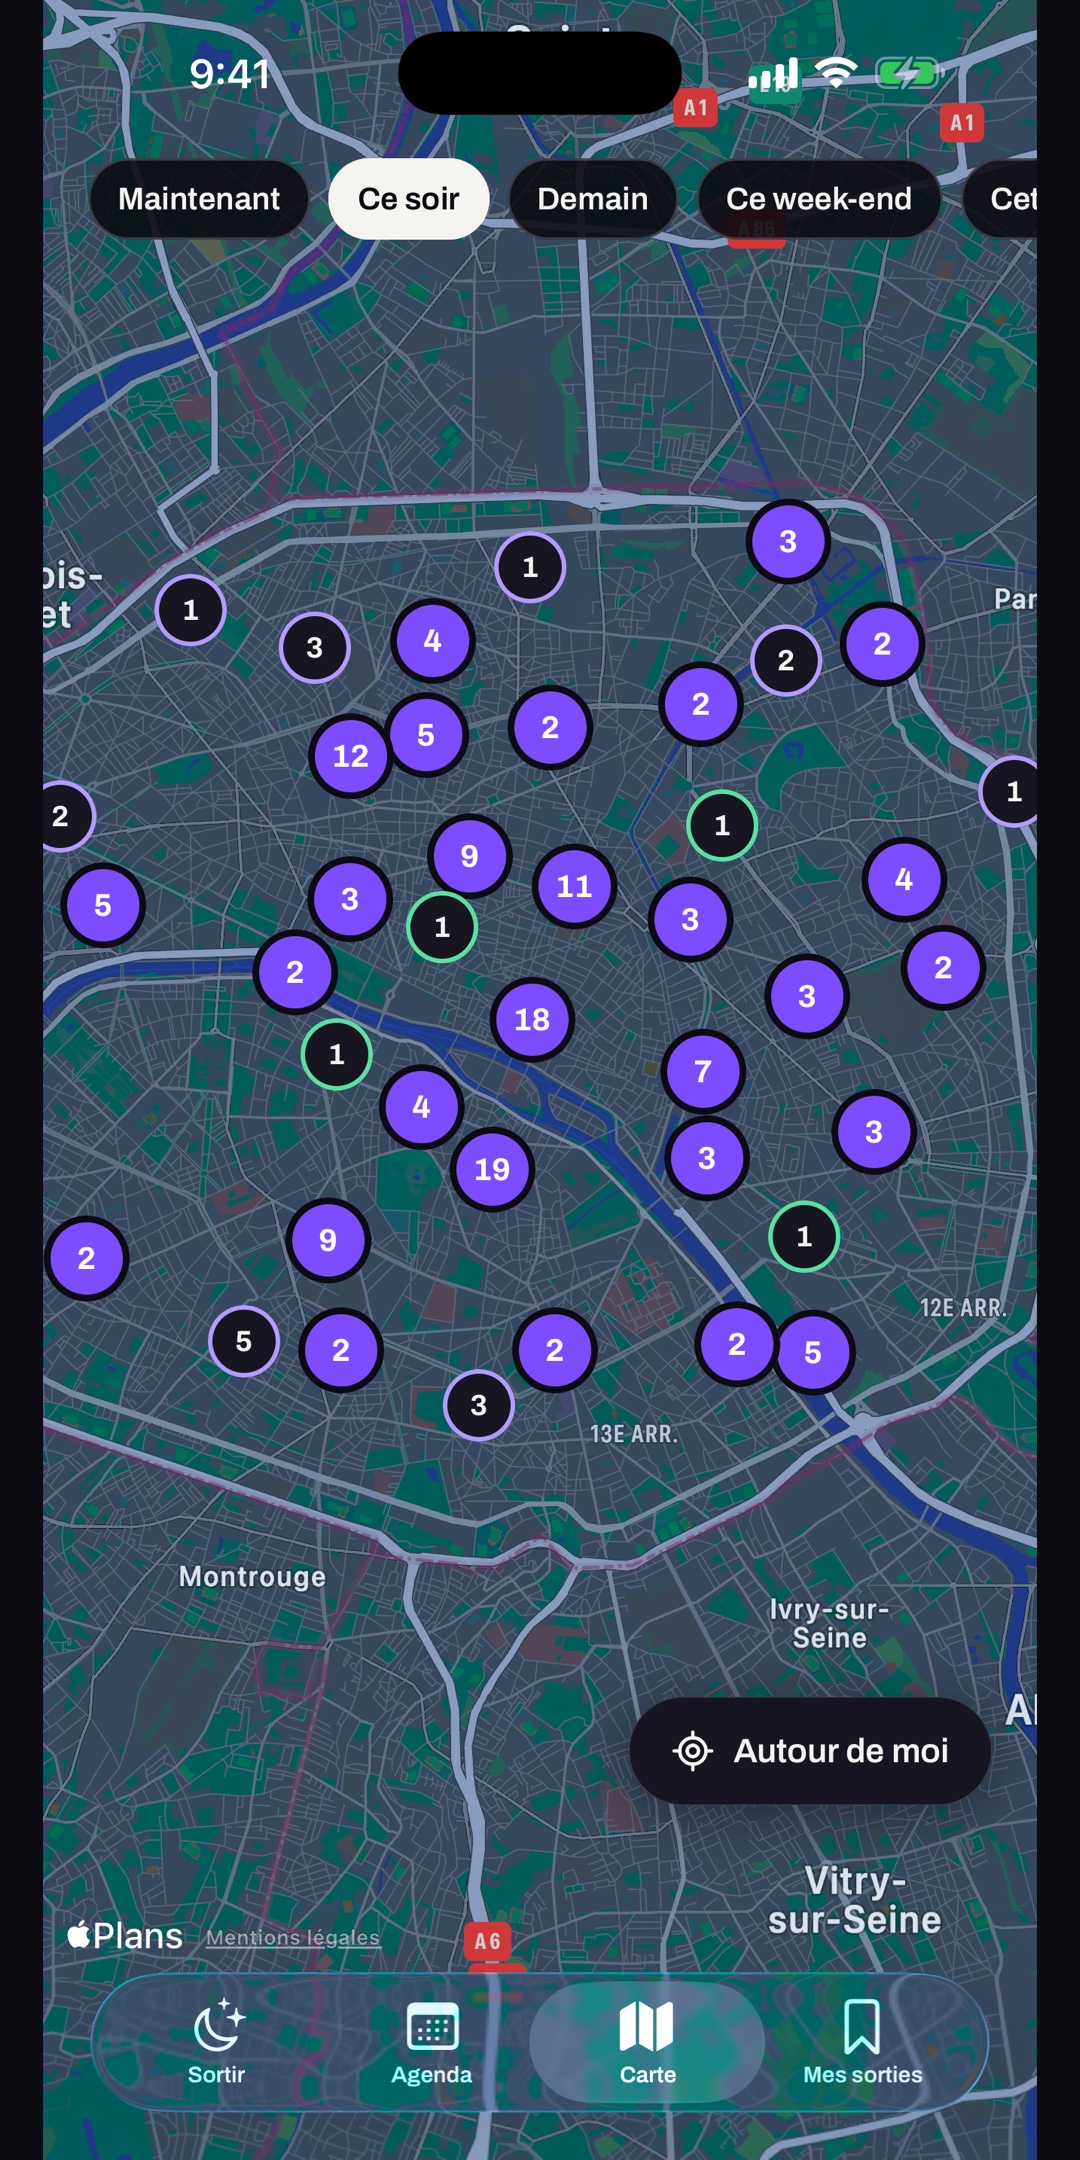 9:41
A1
A1
Maintenant
Ce soir
Demain
Ce week-end
Cet
A86
3
1
1
3
4
2
2
2
12
5
2
2
1
1
9
11
4
5
3
1
3
2
2
3
18
1
7
4
3
3
19
1
2
9
5
2
2
2
5
3
12E ARR.
13E ARR.
Montrouge
Ivry-sur-
Seine
Autour de moi
Vitry-
sur-Seine
Plans
Mentions légales
A6
Sortir
Agenda
Carte
Mes sorties